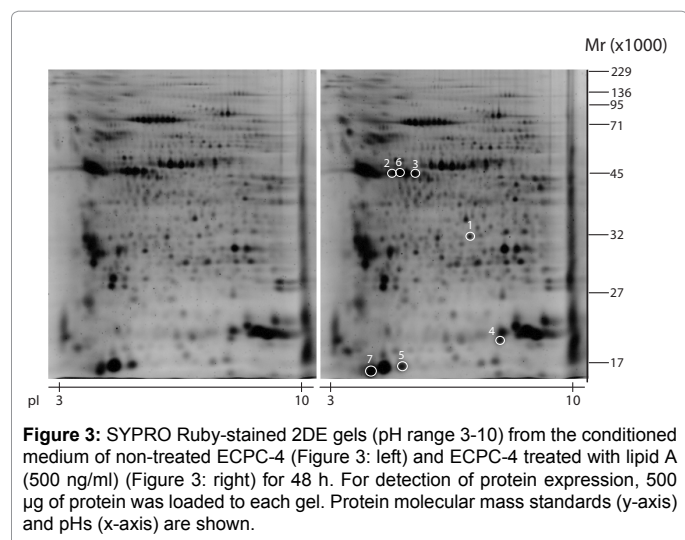 Mr (x1000)
229
136
95
71
2 6 3
45
1
32
27
4
7 5
17
pI 3 10 3 10
Figure 3: SYPRO Ruby-stained 2DE gels (pH range 3-10) from the conditioned
medium of non-treated ECPC-4 (Figure 3: left) and ECPC-4 treated with lipid A
(500 ng/ml) (Figure 3: right) for 48 h. For detection of protein expression, 500
μg of protein was loaded to each gel. Protein molecular mass standards (y-axis)
and pHs (x-axis) are shown.